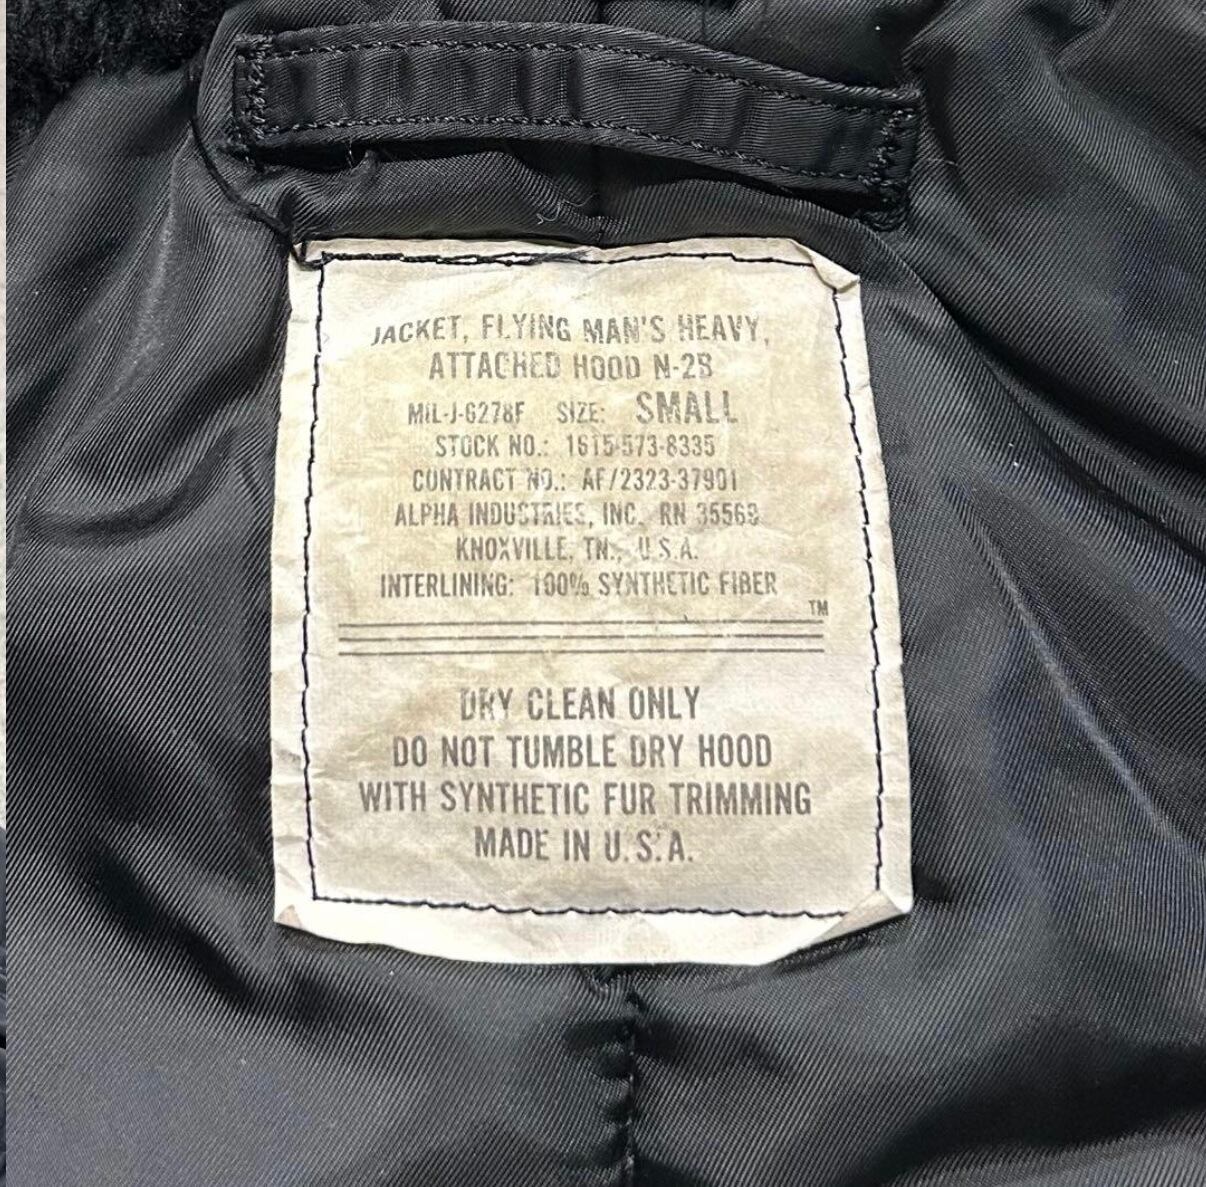 JACKET, FLYING MAN'S HEAVY,
ATTACHED HOOD N-2B
MIL-J-6278F SIZE: SMALL
STOCK NO.: 1615-573-8335
CONTRACT NO.: AF/2323-37901
ALPHA INDUSTRIES, INC. RN 35569
KNOXVILLE, TN., U.S.A.
INTERLINING: 100% SYNTHETIC FIBER
TM
DRY CLEAN ONLY
DO NOT TUMBLE DRY HOOD
WITH SYNTHETIC FUR TRIMMING
MADE IN U.S.A.